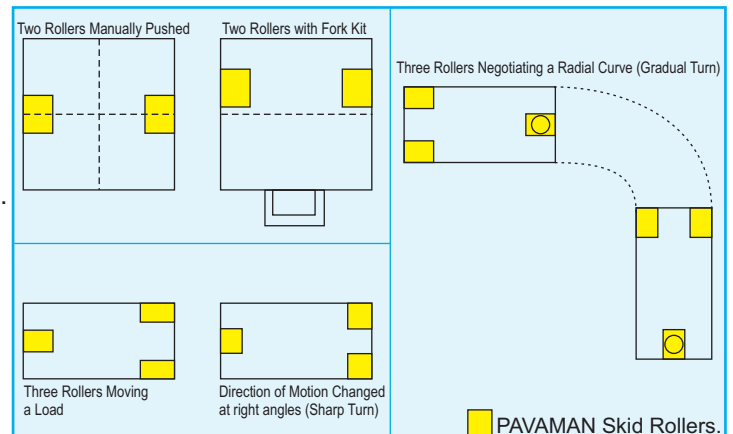 Two Rollers Manually Pushed
Two Rollers with Fork Kit
Three Rollers Negotiating a Radial Curve (Gradual Turn)
Three Rollers Moving
a Load
Direction of Motion Changed
at right angles (Sharp Turn)
PAVAMAN Skid Rollers.